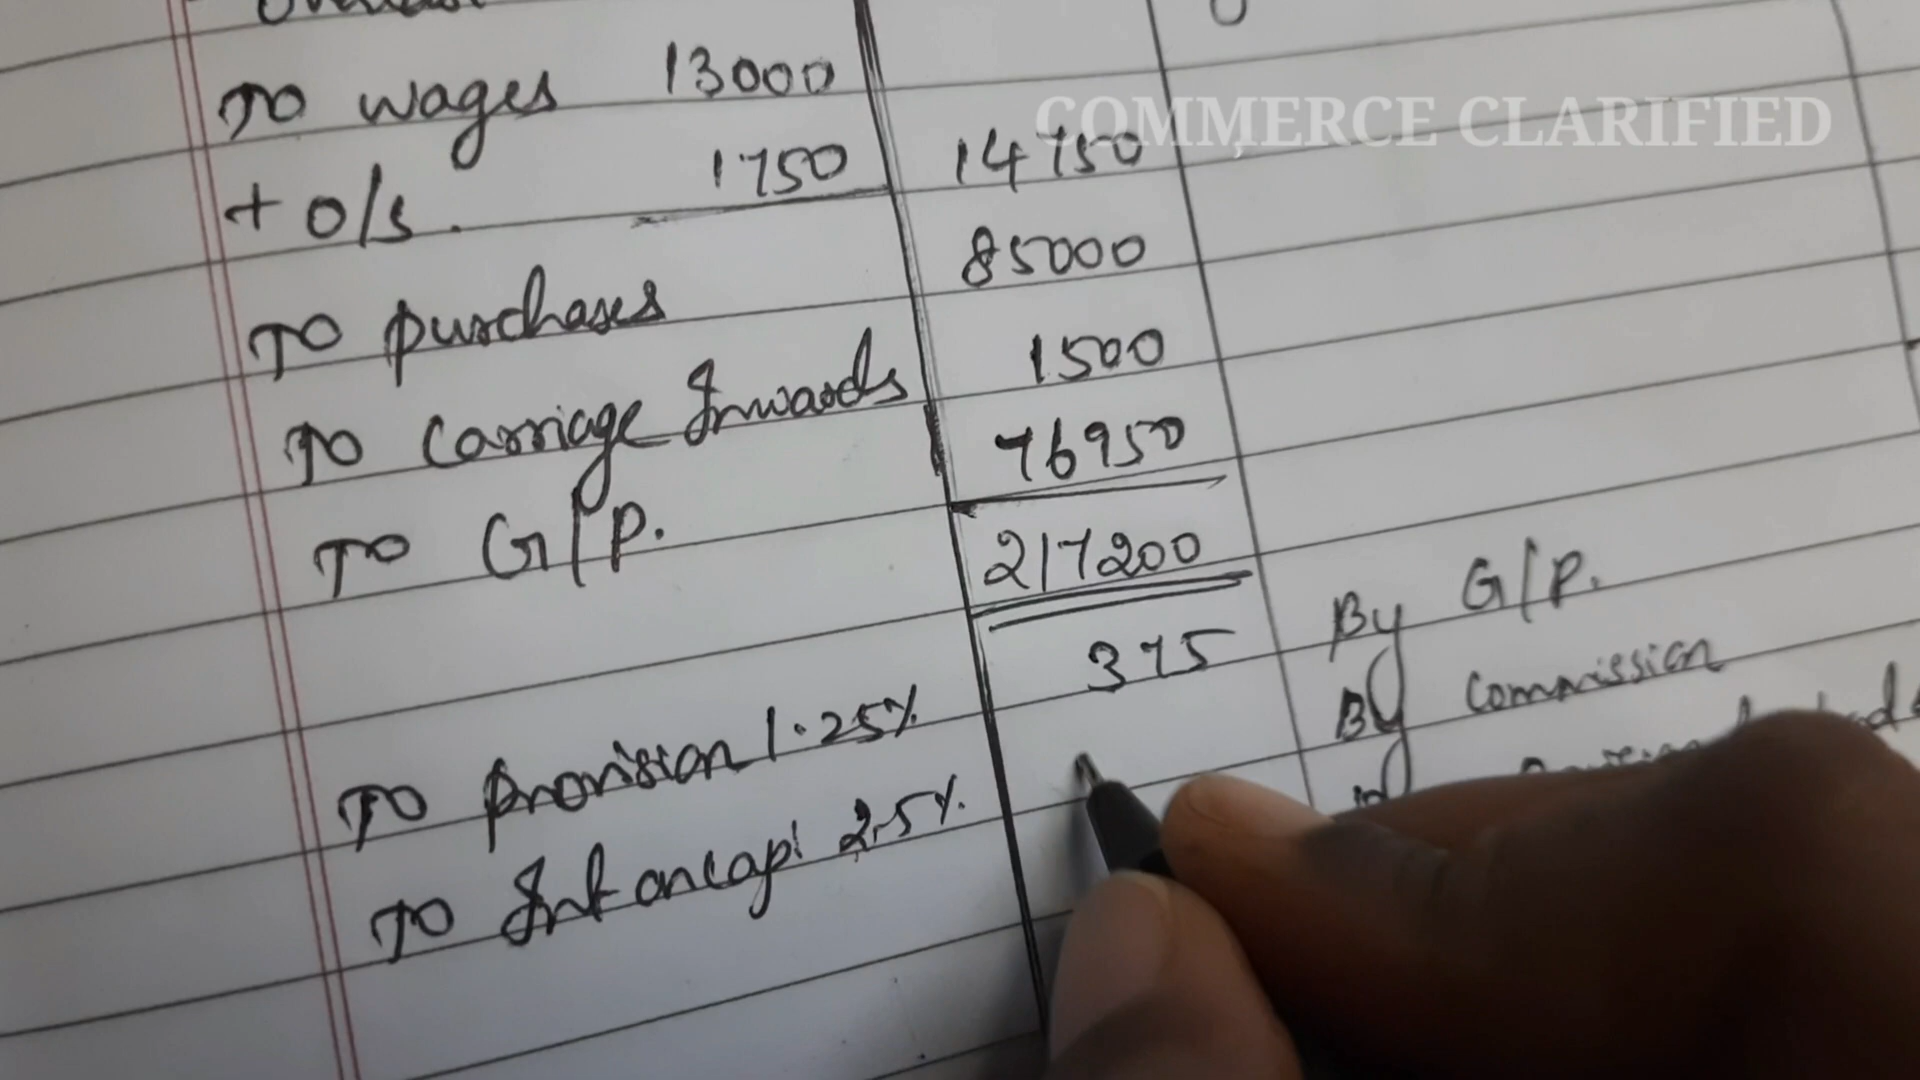 To wages 13000
COMMERCE CLARIFIED
+ o/s. 1750 14750
To purchases 85000
To Carriage Inwards 1500
To G/P. 76950
217200
By G/P.
To provision 1.25% 375 By Commission
To Int on cap: 2.5% By